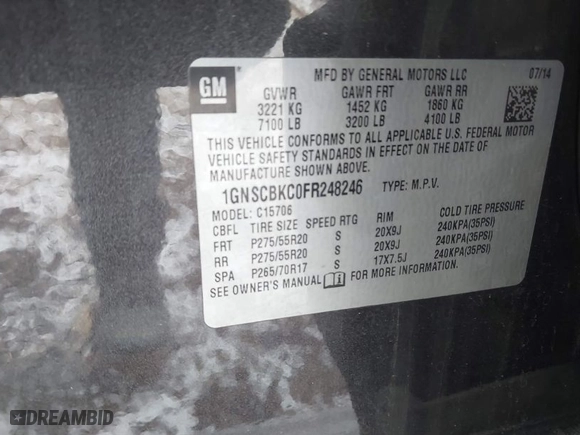 GM
MFD BY GENERAL MOTORS LLC 07/14
GVWR GAWR FRT GAWR RR
3221 KG 1452 KG 1860 KG
7100 LB 3200 LB 4100 LB
THIS VEHICLE CONFORMS TO ALL APPLICABLE U.S. FEDERAL MOTOR
VEHICLE SAFETY STANDARDS IN EFFECT ON THE DATE OF
MANUFACTURE SHOWN ABOVE.
1GNSCBKC0FR248246 TYPE: M.P.V.
MODEL: C15706
CBFL TIRE SIZE SPEED RTG RIM COLD TIRE PRESSURE
FRT P275/55R20 S 20X9J 240KPA(35PSI)
RR P275/55R20 S 20X9J 240KPA(35PSI)
SPA P265/70R17 S 17X7.5J 240KPA(35PSI)
SEE OWNER'S MANUAL FOR MORE INFORMATION.
DREAMBID